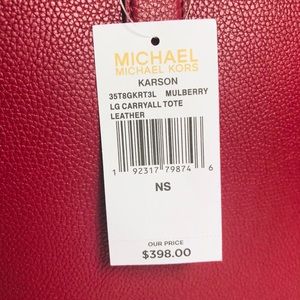 MICHAEL
MICHAEL KORS
KARSON
35T8GKRT3L MULBERRY
LG CARRYALL TOTE
LEATHER
1 92317 79874 6
NS
OUR PRICE
$398.00